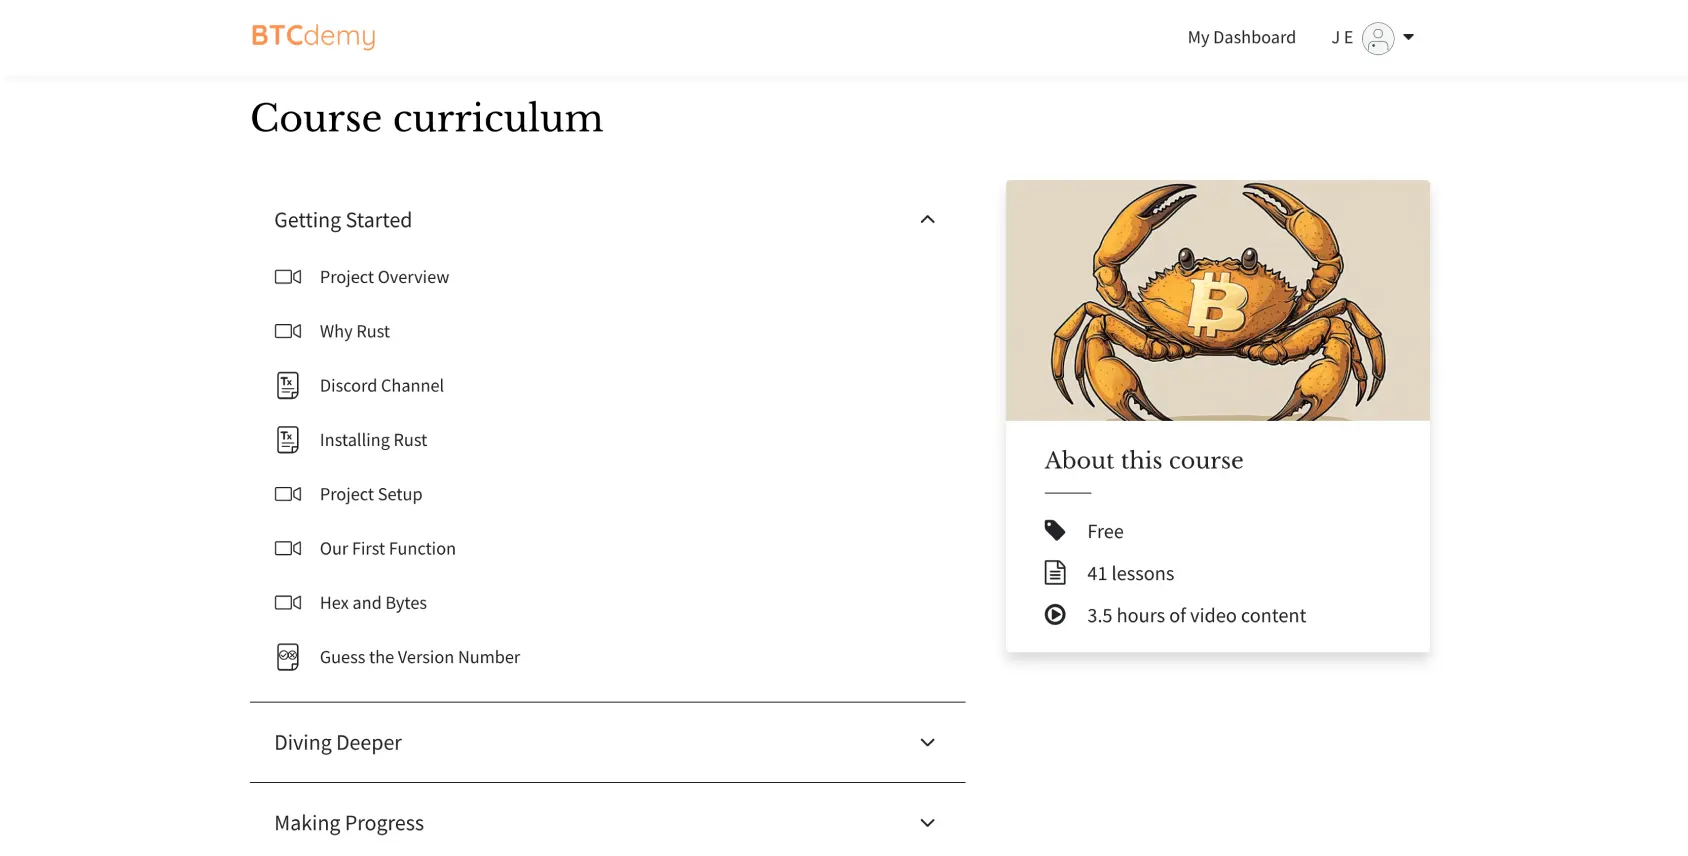 BTCdemy
My Dashboard
J E
Course curriculum
Getting Started
Project Overview
Why Rust
Tx
Discord Channel
Tx
Installing Rust
Project Setup
Our First Function
Hex and Bytes
Guess the Version Number
Diving Deeper
Making Progress
B
About this course
Free
41 lessons
3.5 hours of video content